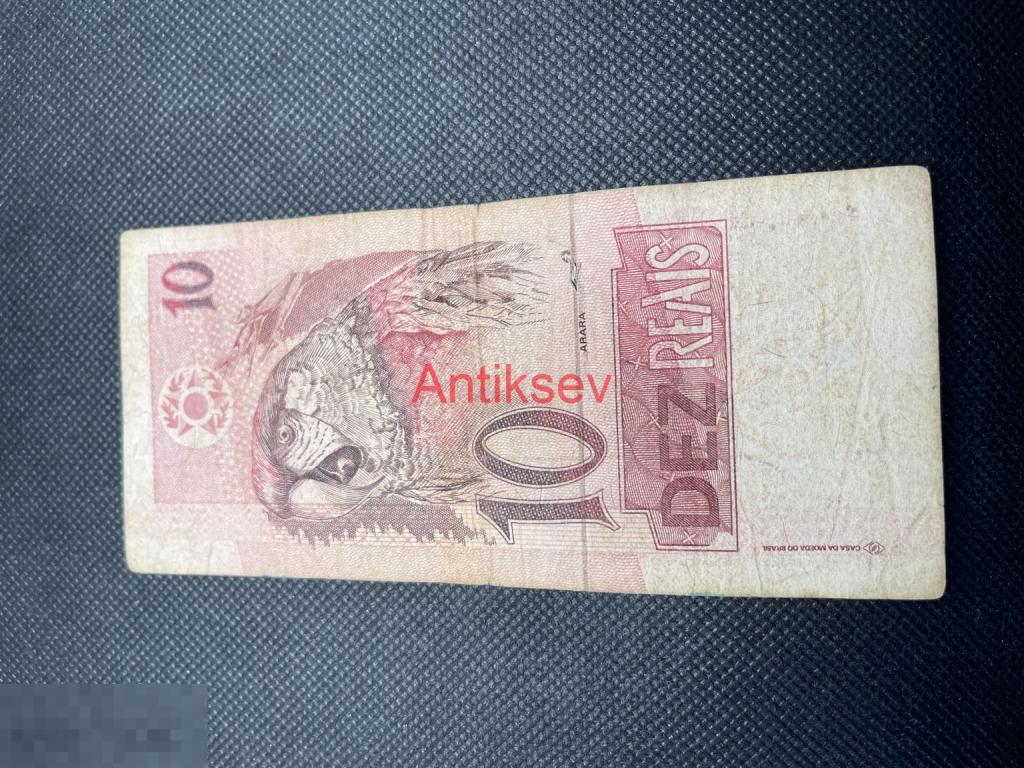 10
ARARA
10
DEZ REAIS
CASA DA MOEDA DO BRASIL
Antiksev